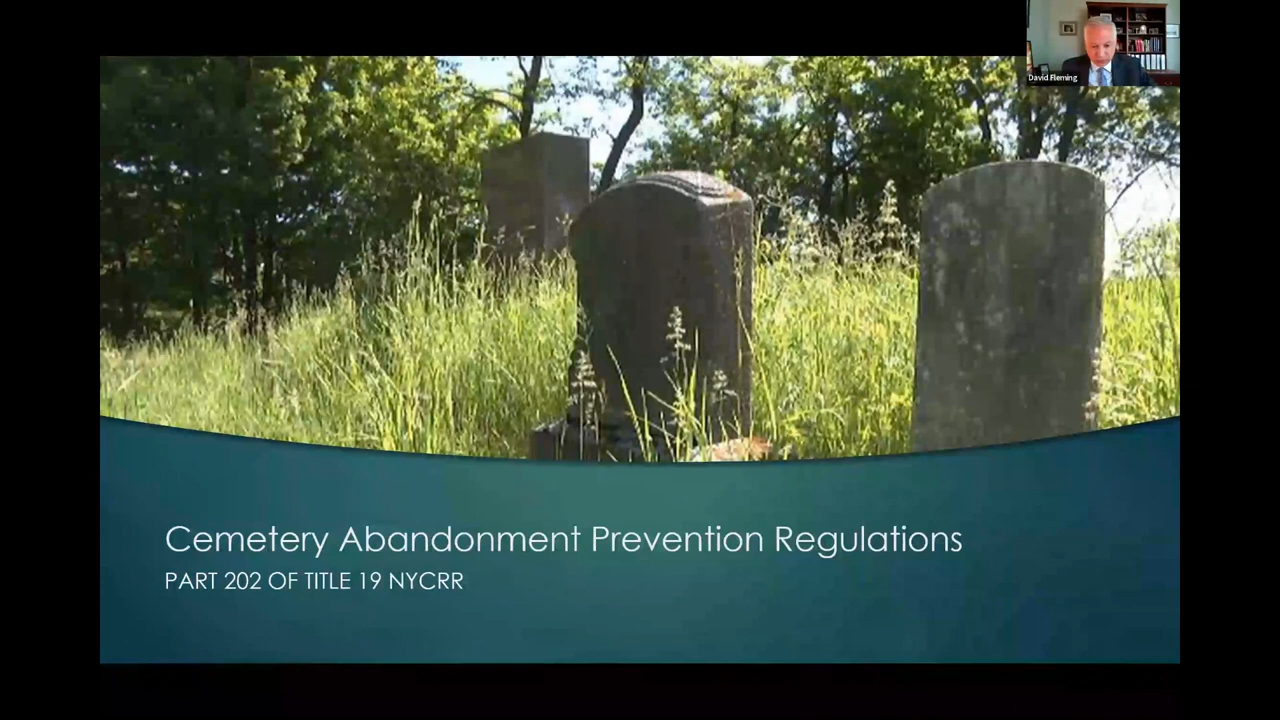 David Fleming
Cemetery Abandonment Prevention Regulations
PART 202 OF TITLE 19 NYCRR